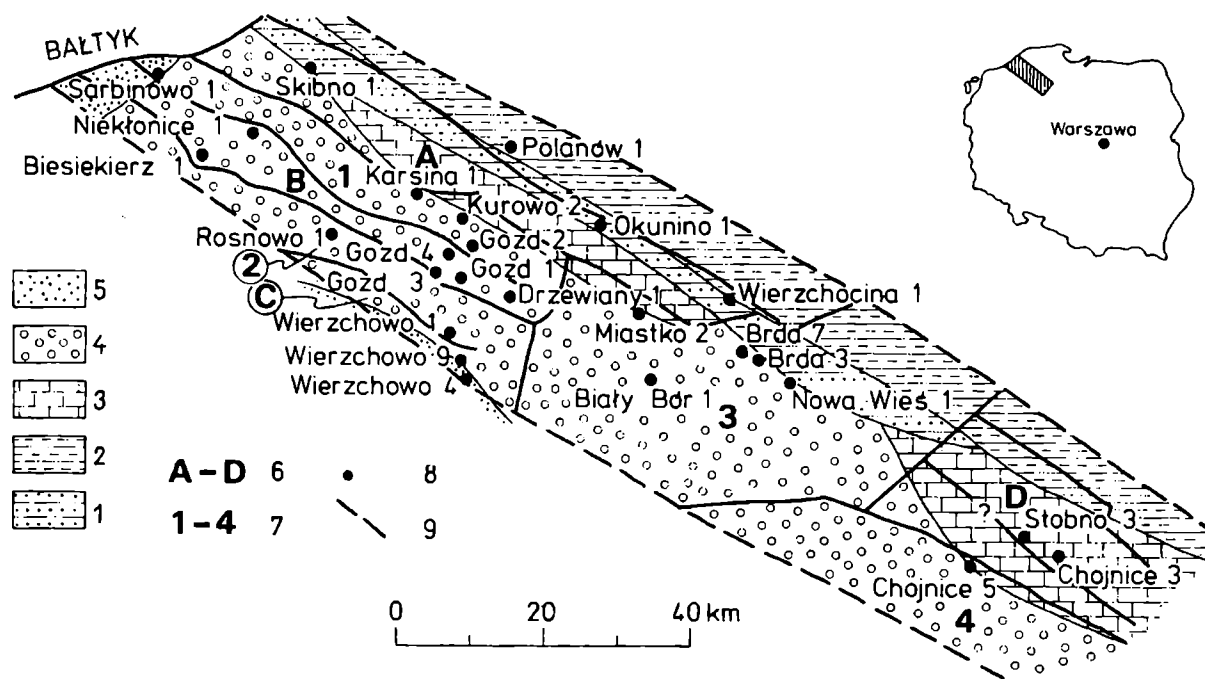 BAŁTYK
Sarbinowo 1
Skibno 1
Niekłonice 1
Biesiekierz 1
Polanów 1
A
1
B
Karsina 1
Kurowo 2
Okunino 1
Rosnowo 1
Gozd 4
Gozd 2
2
Gozd 3
Gozd 1
C
Drzewiany 1
Wierzchocina 1
Wierzchowo 1
Miastko 2
Brda 7
Wierzchowo 9
Brda 3
Wierzchowo 4
Biały Bór 1
Nowa Wieś 1
3
D
?
Stobno 3
Chojnice 3
Chojnice 5
4
Warszawa
5
4
3
2
1
A–D 6
8
1–4 7
9
0 20 40 km